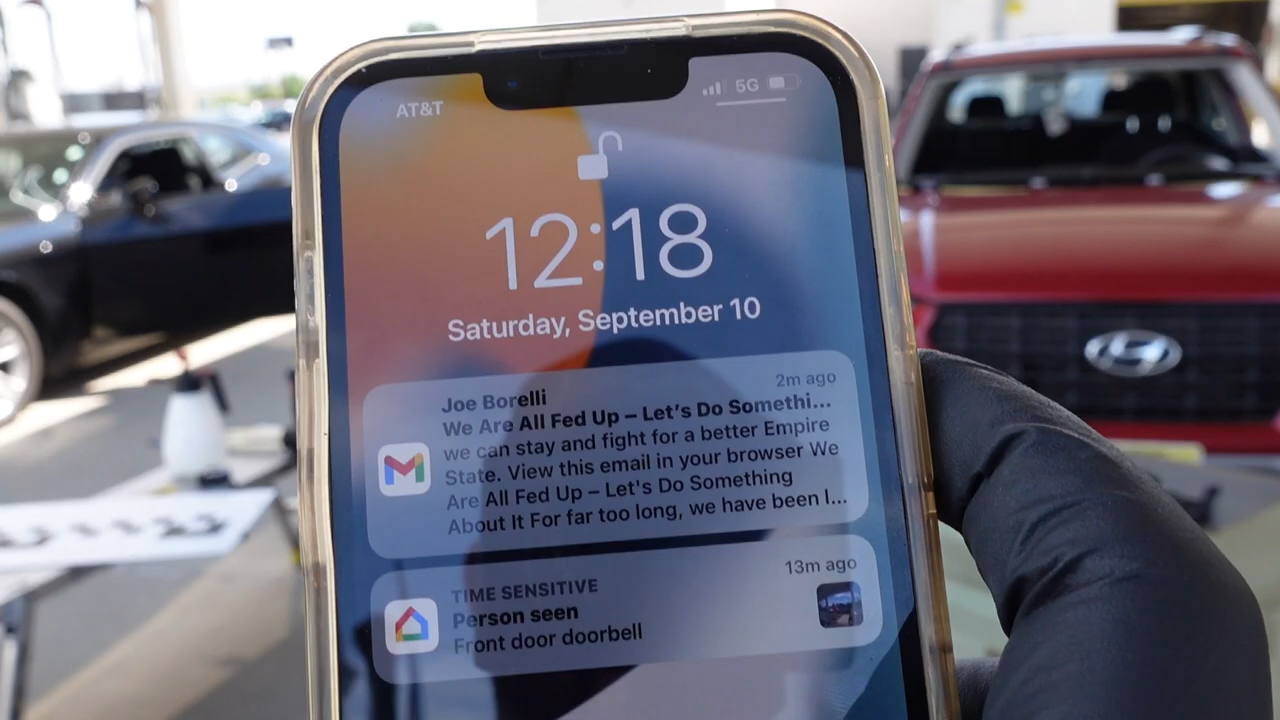 AT&T
5G
12:18
Saturday, September 10
Joe Borelli
2m ago
We Are All Fed Up – Let's Do Somethi...
we can stay and fight for a better Empire
State. View this email in your browser We
Are All Fed Up – Let's Do Something
About It For far too long, we have been l...
TIME SENSITIVE
13m ago
Person seen
Front door doorbell